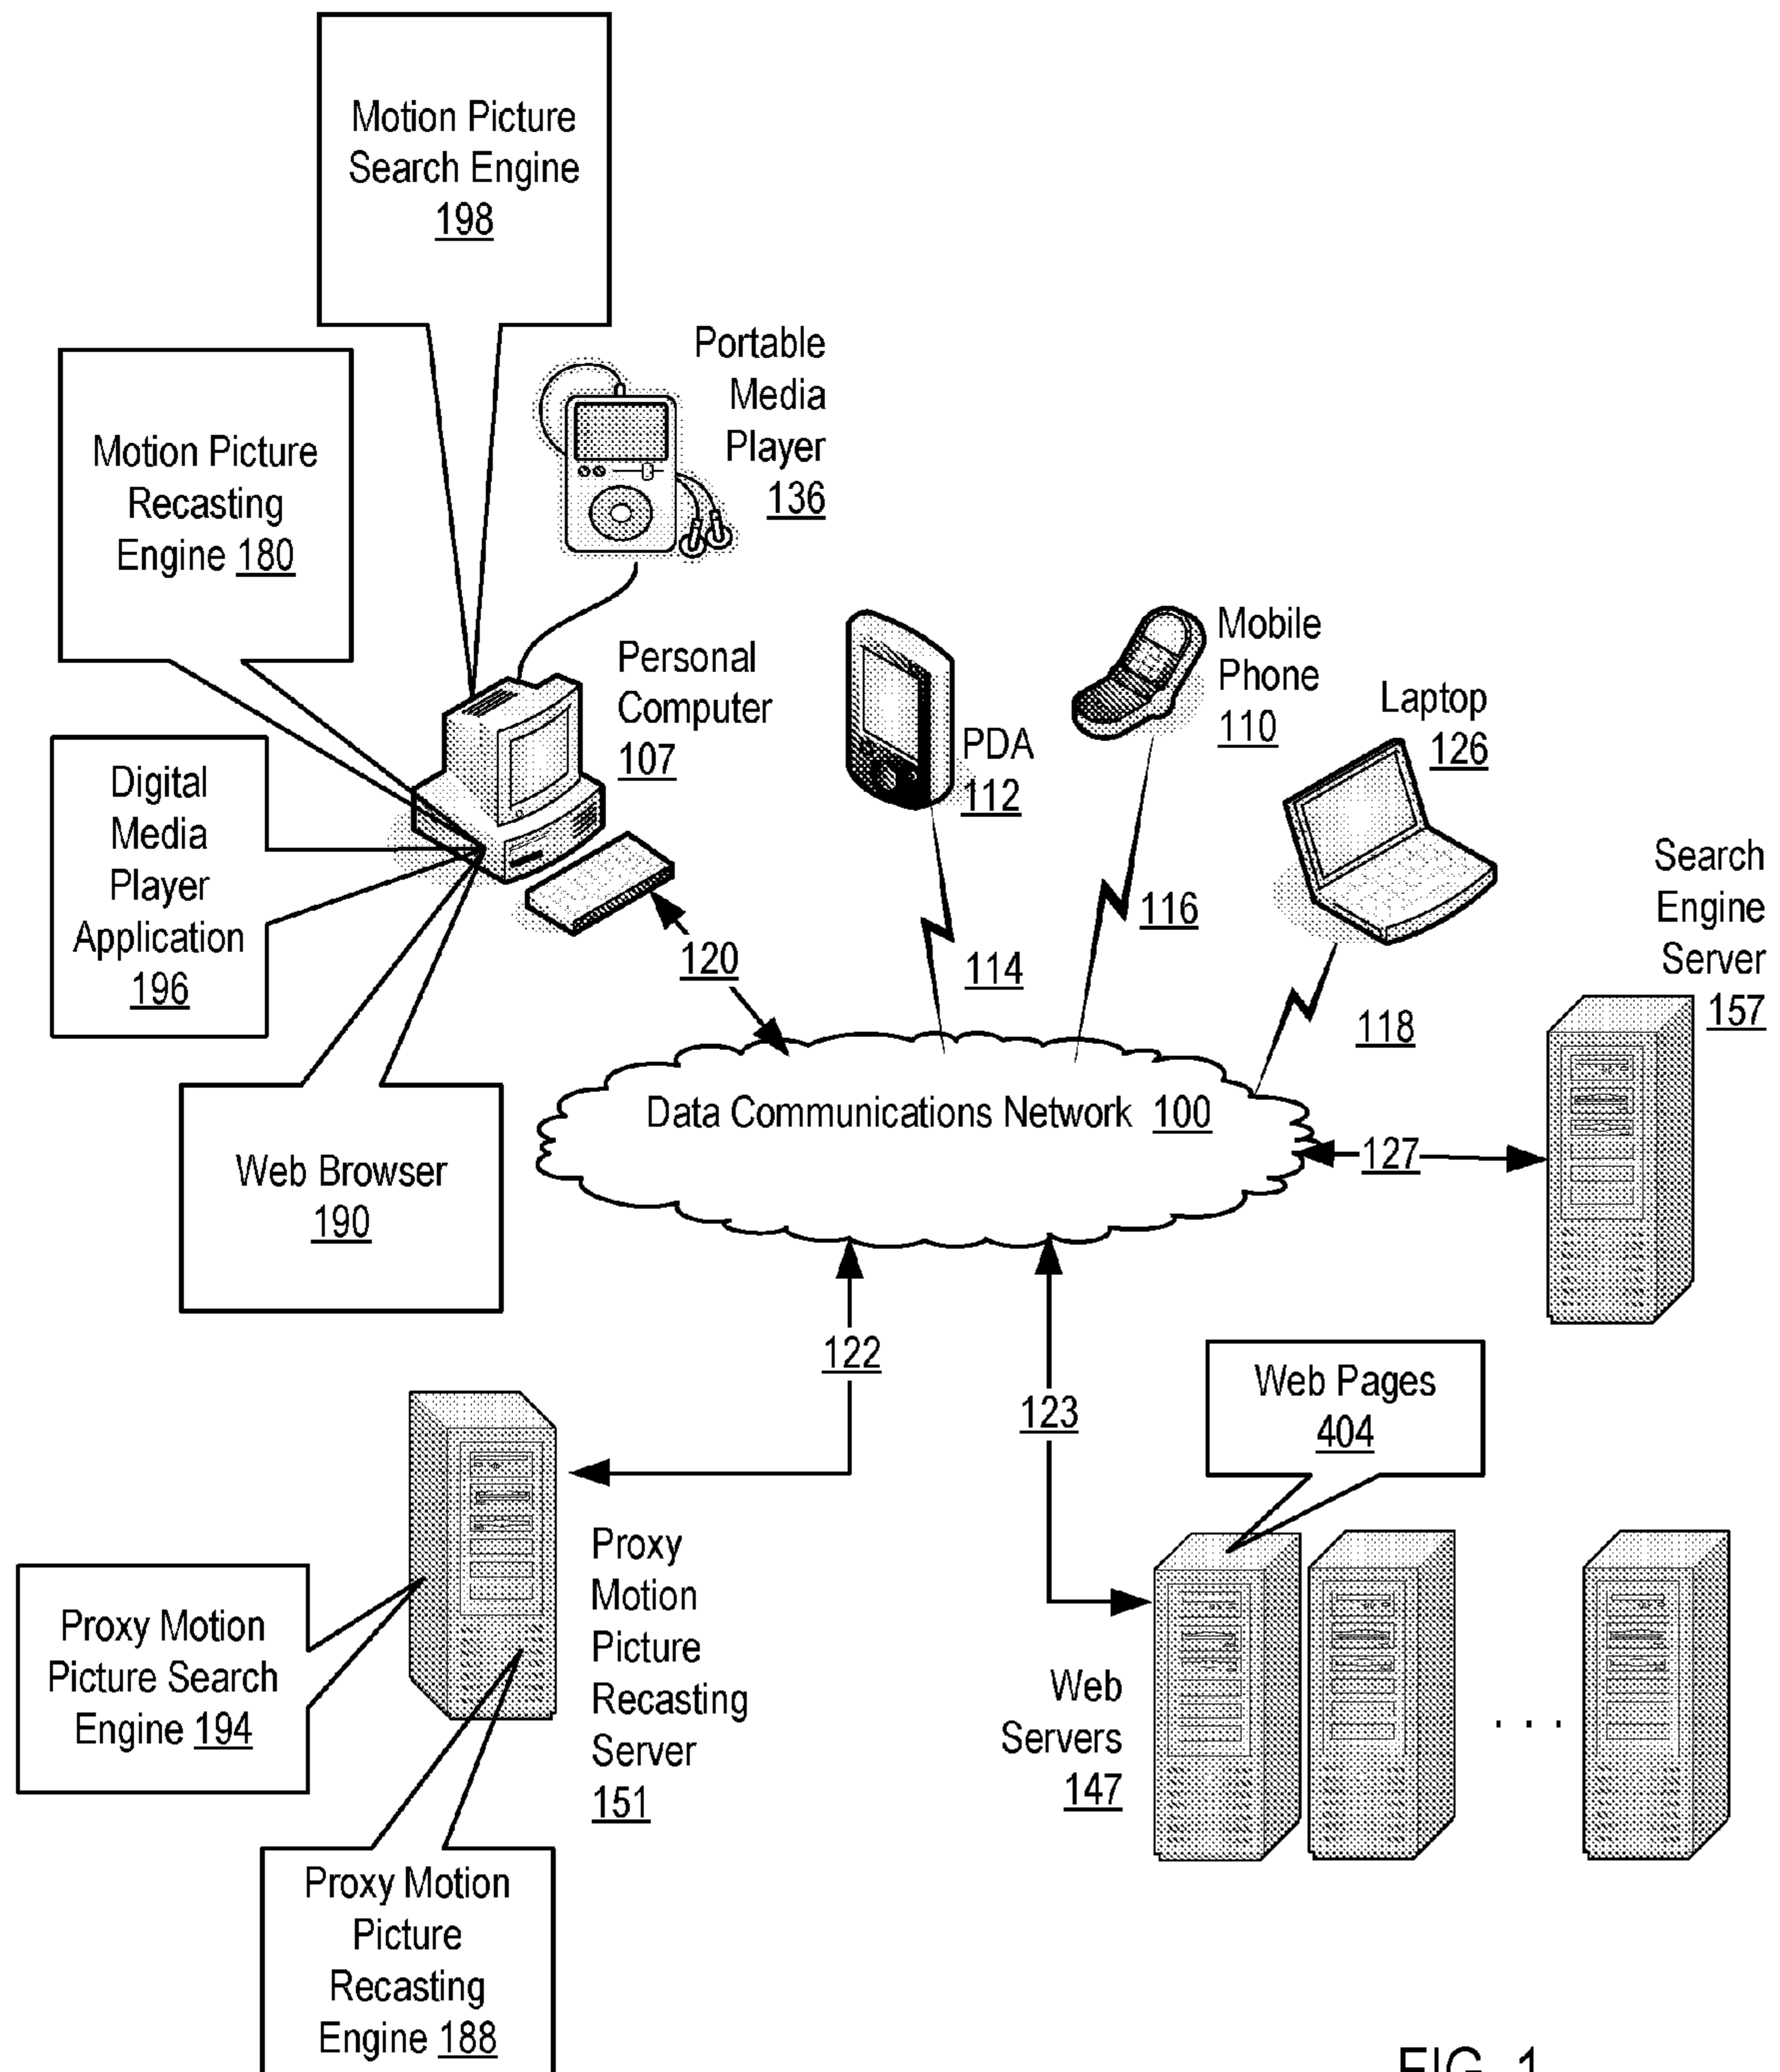 Motion Picture
Search Engine
198
Portable
Media
Player
136
Motion Picture
Recasting
Engine 180
Personal
Computer
107
PDA
112
Mobile
Phone
110
Laptop
126
Digital
Media
Player
Application
196
Search
Engine
Server
157
120
114
116
118
Data Communications Network 100
127
Web Browser
190
122
123
Web Pages
404
Proxy
Motion
Picture
Recasting
Server
151
Proxy Motion
Picture Search
Engine 194
Web
Servers
147
. . .
Proxy Motion
Picture
Recasting
Engine 188
FIG. 1